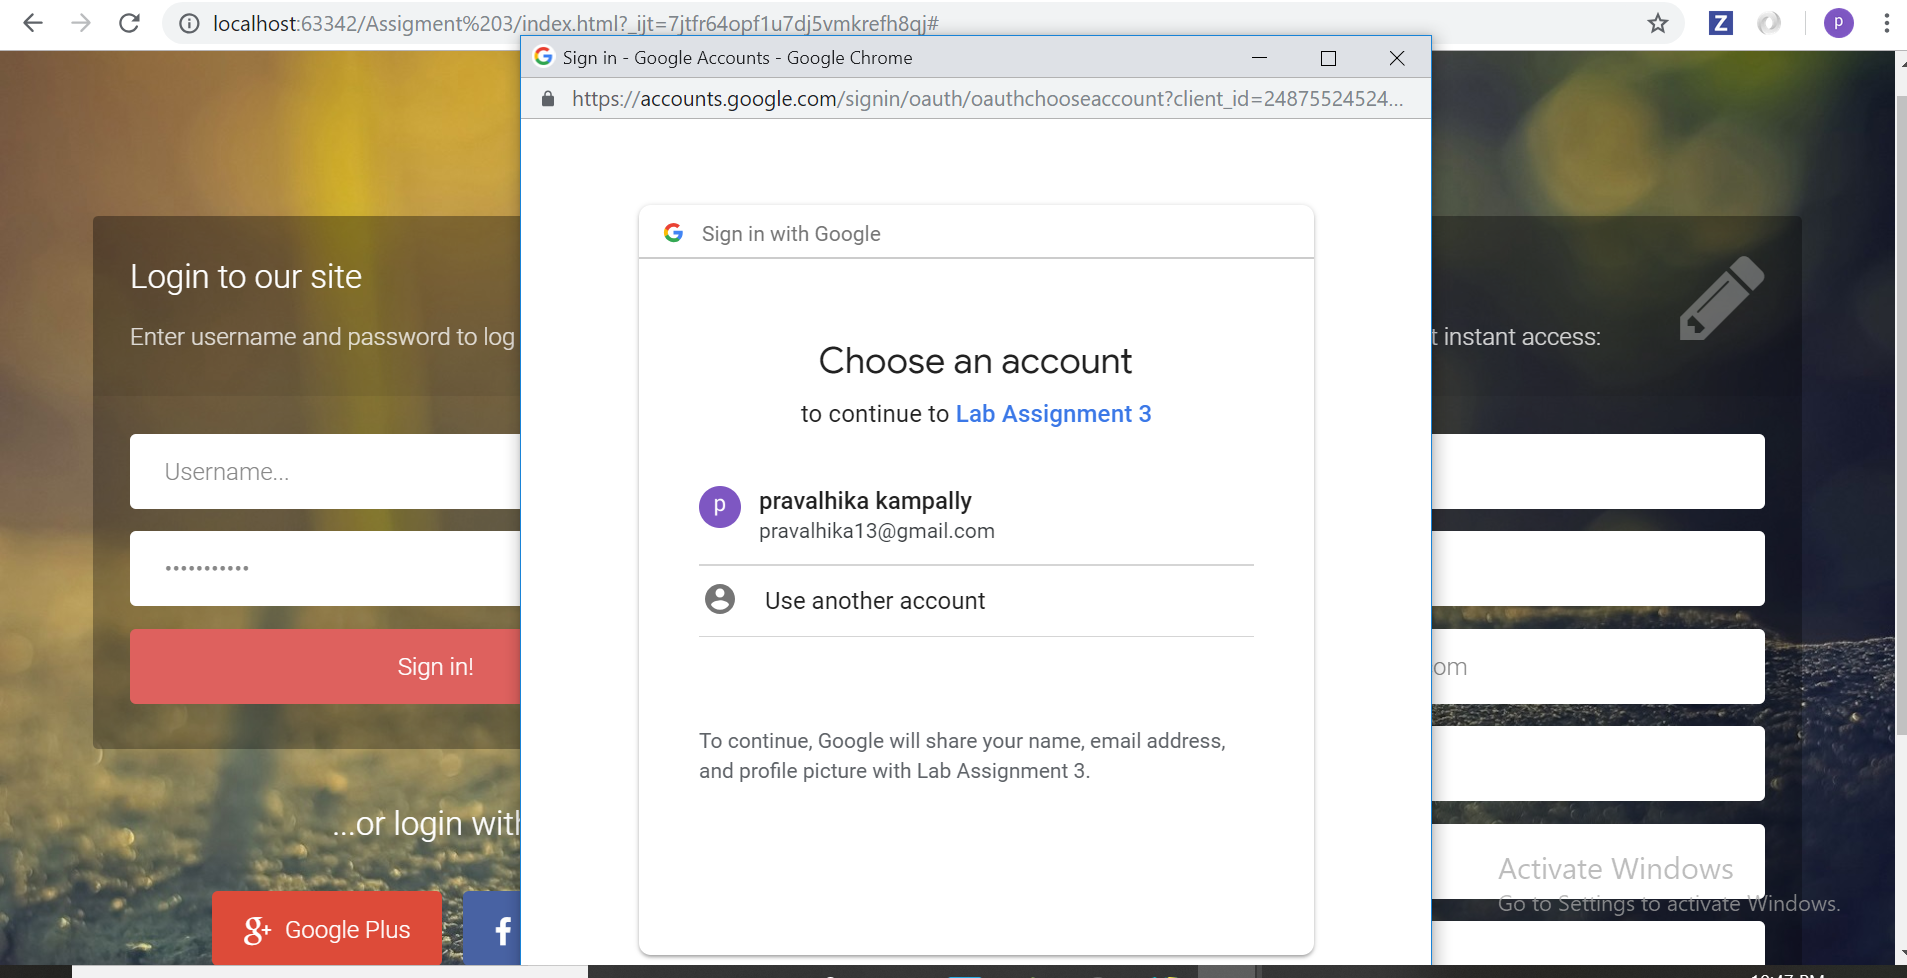 localhost:63342/Assigment%203/index.html?_ijt=7jtfr64opf1u7dj5vmkrefh8qj#
Z
p
Sign in - Google Accounts - Google Chrome
https://accounts.google.com/signin/oauth/oauthchooseaccount?client_id=24875524524...
Sign in with Google
Choose an account
to continue to Lab Assignment 3
p
pravalhika kampally
pravalhika13@gmail.com
Use another account
To continue, Google will share your name, email address,
and profile picture with Lab Assignment 3.
Login to our site
Enter username and password to log
Username...
Sign in!
...or login with
g+ Google Plus
f
t instant access:
om
Activate Windows
Go to Settings to activate Windows.